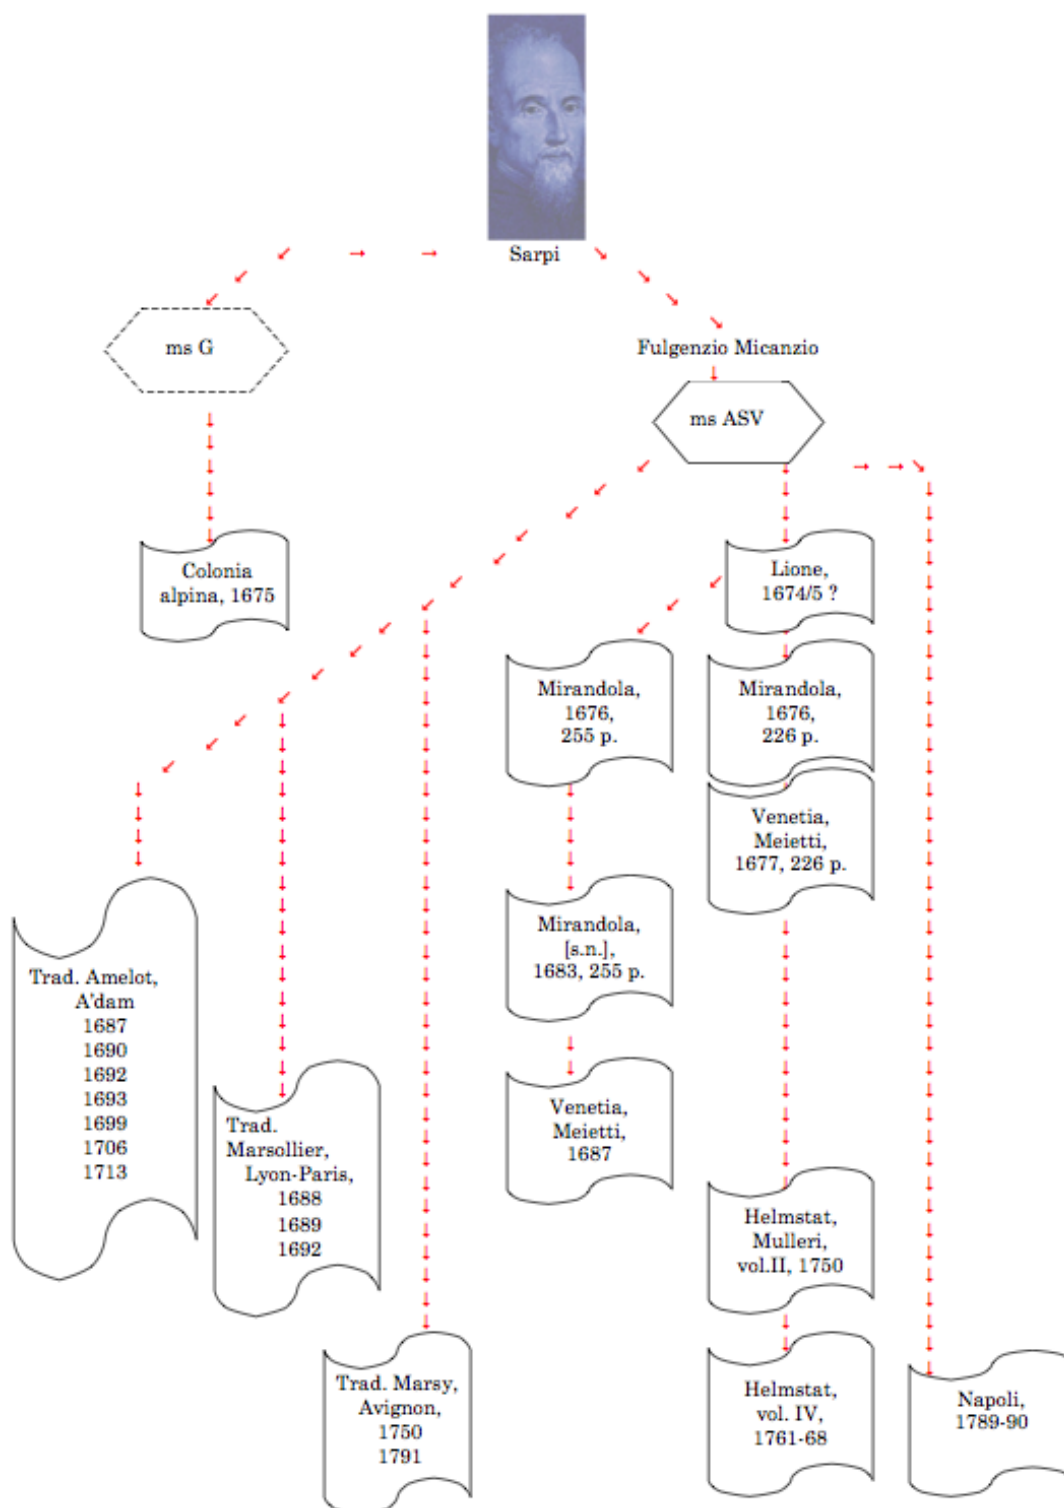 Sarpi
ms G
Fulgenzio Micanzio
ms ASV
Colonia
alpina, 1675
Lione,
1674/5 ?
Mirandola,
1676,
255 p.
Mirandola,
1676,
226 p.
Venetia,
Meietti,
1677, 226 p.
Mirandola,
[s.n.],
1683, 255 p.
Trad. Amelot,
A'dam
1687
1690
1692
1693
1699
1706
1713
Trad.
Marsollier,
Lyon-Paris,
1688
1689
1692
Venetia,
Meietti,
1687
Helmstat,
Mulleri,
vol.II, 1750
Trad. Marsy,
Avignon,
1750
1791
Helmstat,
vol. IV,
1761-68
Napoli,
1789-90